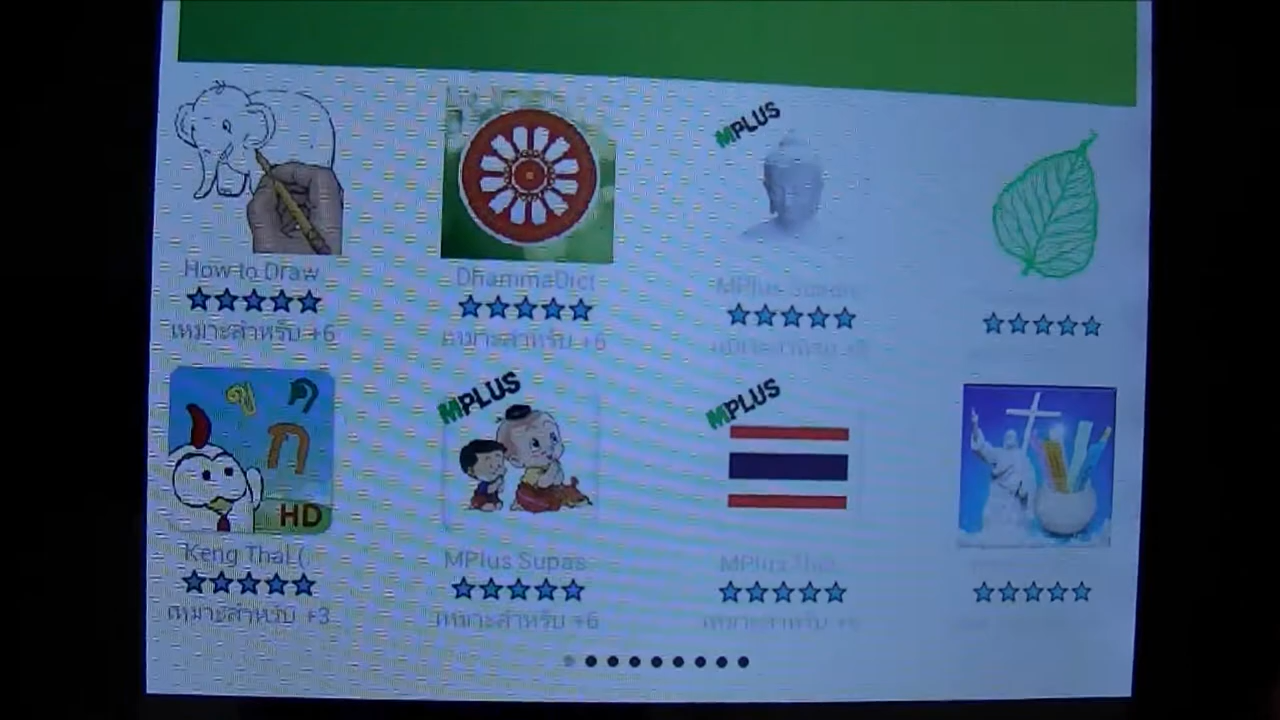 MPLUS
How to Draw
DhammaDict
เหมาะสำหรับ +6
เหมาะสำหรับ +6
ข ค
ก
HD
MPLUS
MPLUS
Keng Thai (.
MPlus Supas
MPlus Thai
เหมาะสำหรับ +3
เหมาะสำหรับ +6